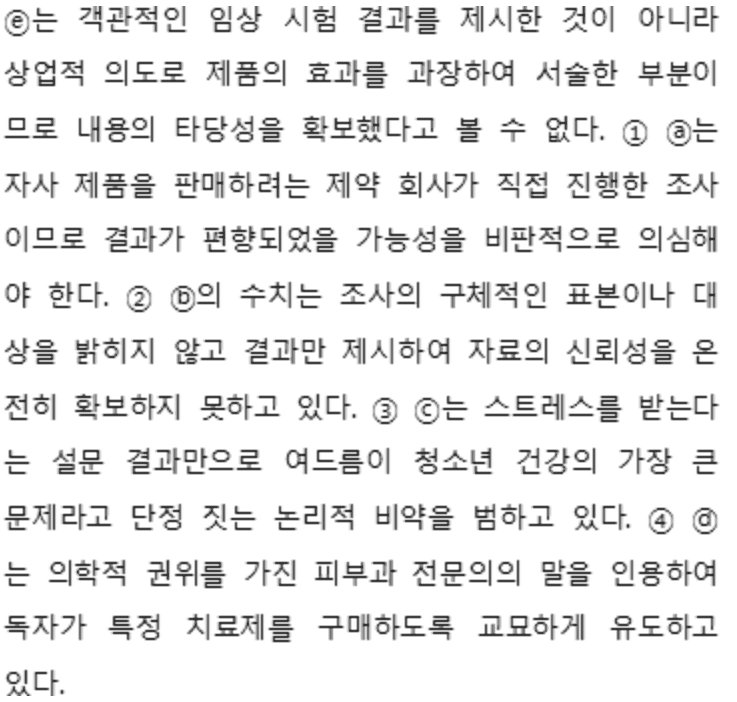 ⓔ는 객관적인 임상 시험 결과를 제시한 것이 아니라
상업적 의도로 제품의 효과를 과장하여 서술한 부분이
므로 내용의 타당성을 확보했다고 볼 수 없다. ① ⓐ는
자사 제품을 판매하려는 제약 회사가 직접 진행한 조사
이므로 결과가 편향되었을 가능성을 비판적으로 의심해
야 한다. ② ⓑ의 수치는 조사의 구체적인 표본이나 대
상을 밝히지 않고 결과만 제시하여 자료의 신뢰성을 온
전히 확보하지 못하고 있다. ③ ⓒ는 스트레스를 받는다
는 설문 결과만으로 여드름이 청소년 건강의 가장 큰
문제라고 단정 짓는 논리적 비약을 범하고 있다. ④ ⓓ
는 의학적 권위를 가진 피부과 전문의의 말을 인용하여
독자가 특정 치료제를 구매하도록 교묘하게 유도하고
있다.